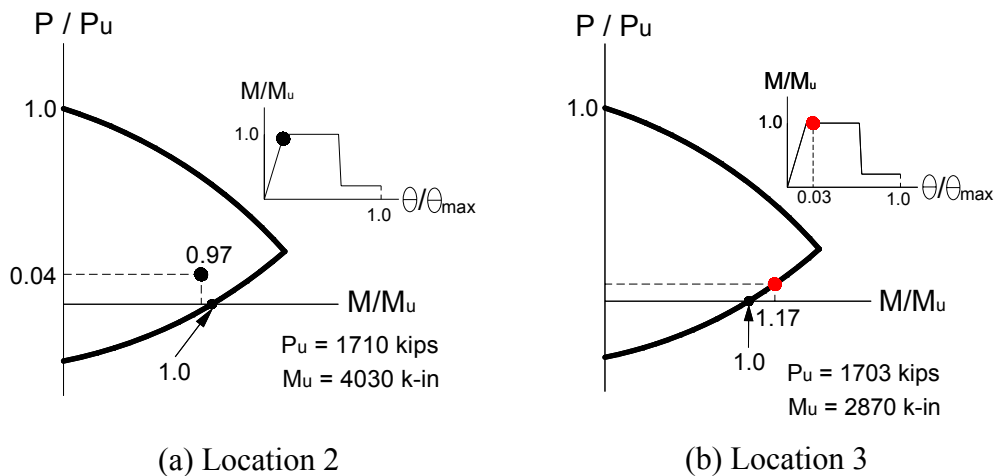 P / Pu
1.0
M/Mu
1.0
θ/θmax
1.0
0.97
0.04
M/Mu
1.0
Pu = 1710 kips
Mu = 4030 k-in
(a) Location 2
P / Pu
1.0
M/Mu
1.0
0.03
1.0
θ/θmax
M/Mu
1.17
1.0
Pu = 1703 kips
Mu = 2870 k-in
(b) Location 3